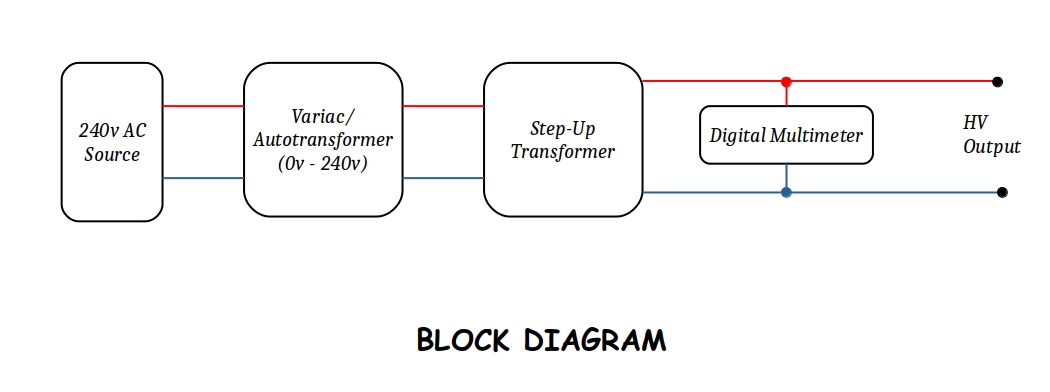 240v AC
Source
Variac/
Autotransformer
(0v - 240v)
Step-Up
Transformer
Digital Multimeter
HV
Output
BLOCK DIAGRAM